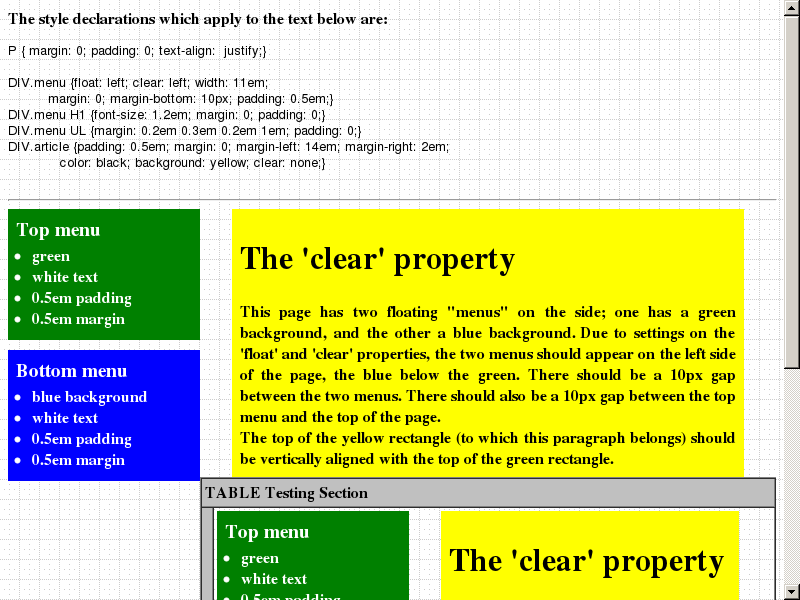 The style declarations which apply to the text below are:
P { margin: 0; padding: 0; text-align:  justify;}
DIV.menu {float: left; clear: left; width: 11em;
margin: 0; margin-bottom: 10px; padding: 0.5em;}
DIV.menu H1 {font-size: 1.2em; margin: 0; padding: 0;}
DIV.menu UL {margin: 0.2em 0.3em 0.2em 1em; padding: 0;}
DIV.article {padding: 0.5em; margin: 0; margin-left: 14em; margin-right: 2em;
color: black; background: yellow; clear: none;}
Top menu
green
white text
0.5em padding
0.5em margin
Bottom menu
blue background
white text
0.5em padding
0.5em margin
The 'clear' property
This page has two floating "menus" on the side; one has a green
background, and the other a blue background. Due to settings on the
'float' and 'clear' properties, the two menus should appear on the left side
of the page, the blue below the green. There should be a 10px gap
between the two menus. There should also be a 10px gap between the top
menu and the top of the page.
The top of the yellow rectangle (to which this paragraph belongs) should
be vertically aligned with the top of the green rectangle.
TABLE Testing Section
Top menu
green
white text
0.5em padding
The 'clear' property